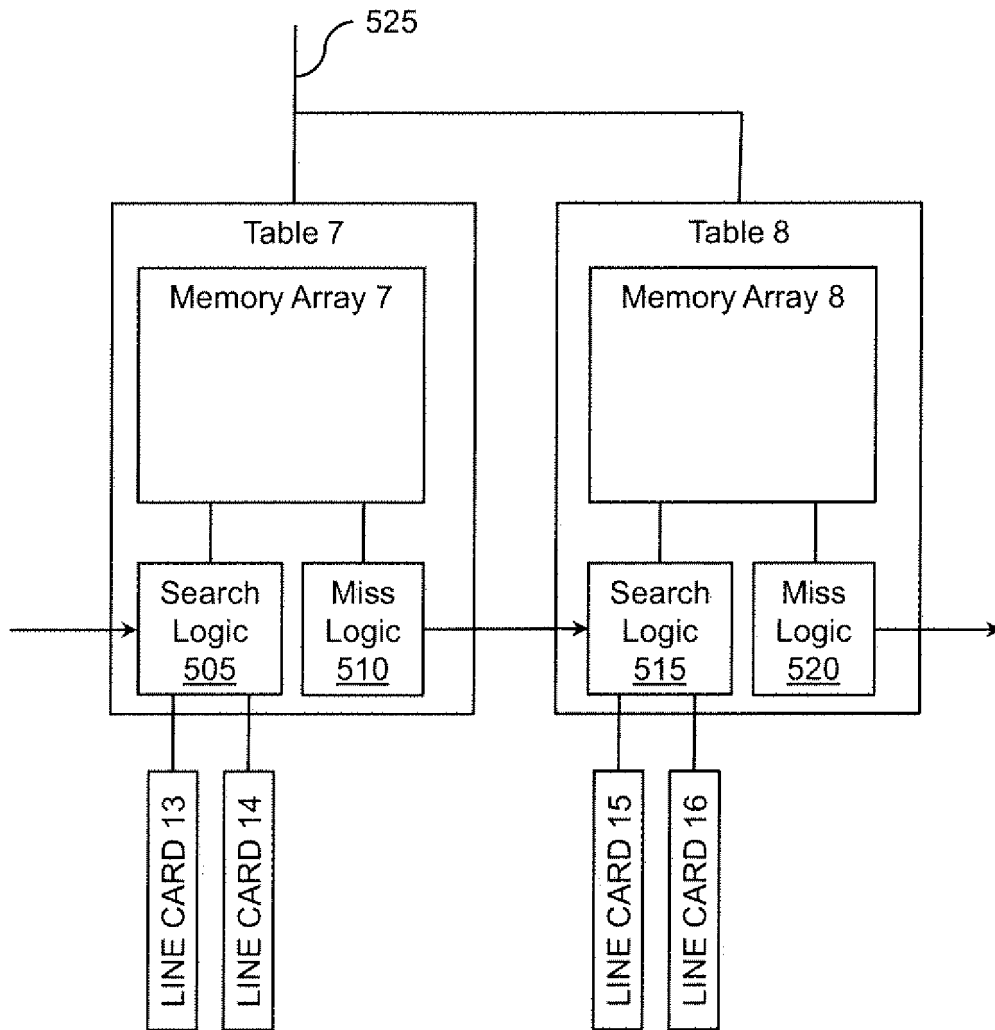 525
Table 7
Table 8
Memory Array 7
Memory Array 8
Search
Logic
505
Miss
Logic
510
Search
Logic
515
Miss
Logic
520
LINE CARD 13
LINE CARD 14
LINE CARD 15
LINE CARD 16